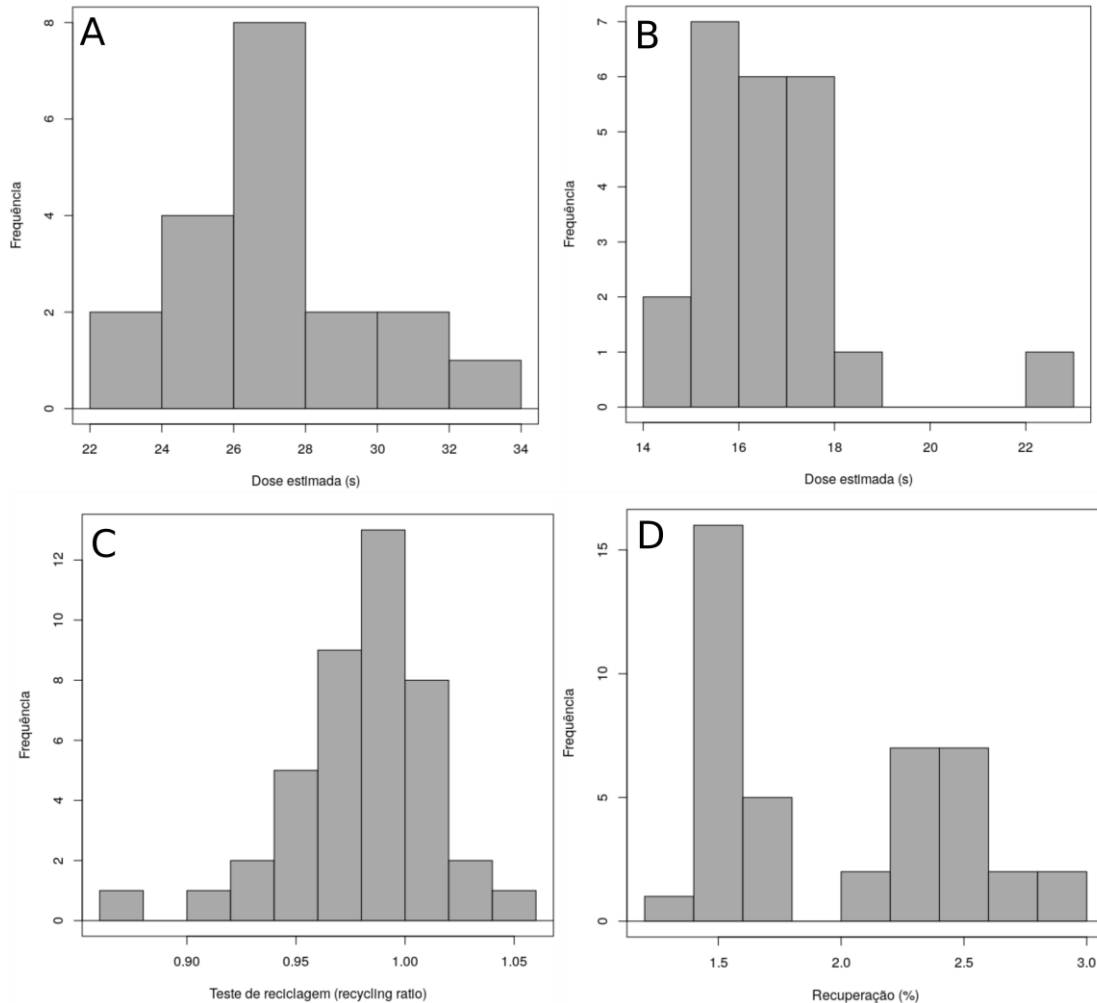 A
8
6
4
2
0
Frequência
22 24 26 28 30 32 34
Dose estimada (s)
B
7
6
5
4
3
2
1
0
Frequência
14 16 18 20 22
Dose estimada (s)
C
12
10
8
6
4
2
0
Frequência
0.90 0.95 1.00 1.05
Teste de reciclagem (recycling ratio)
D
15
10
5
0
Frequência
1.5 2.0 2.5 3.0
Recuperação (%)